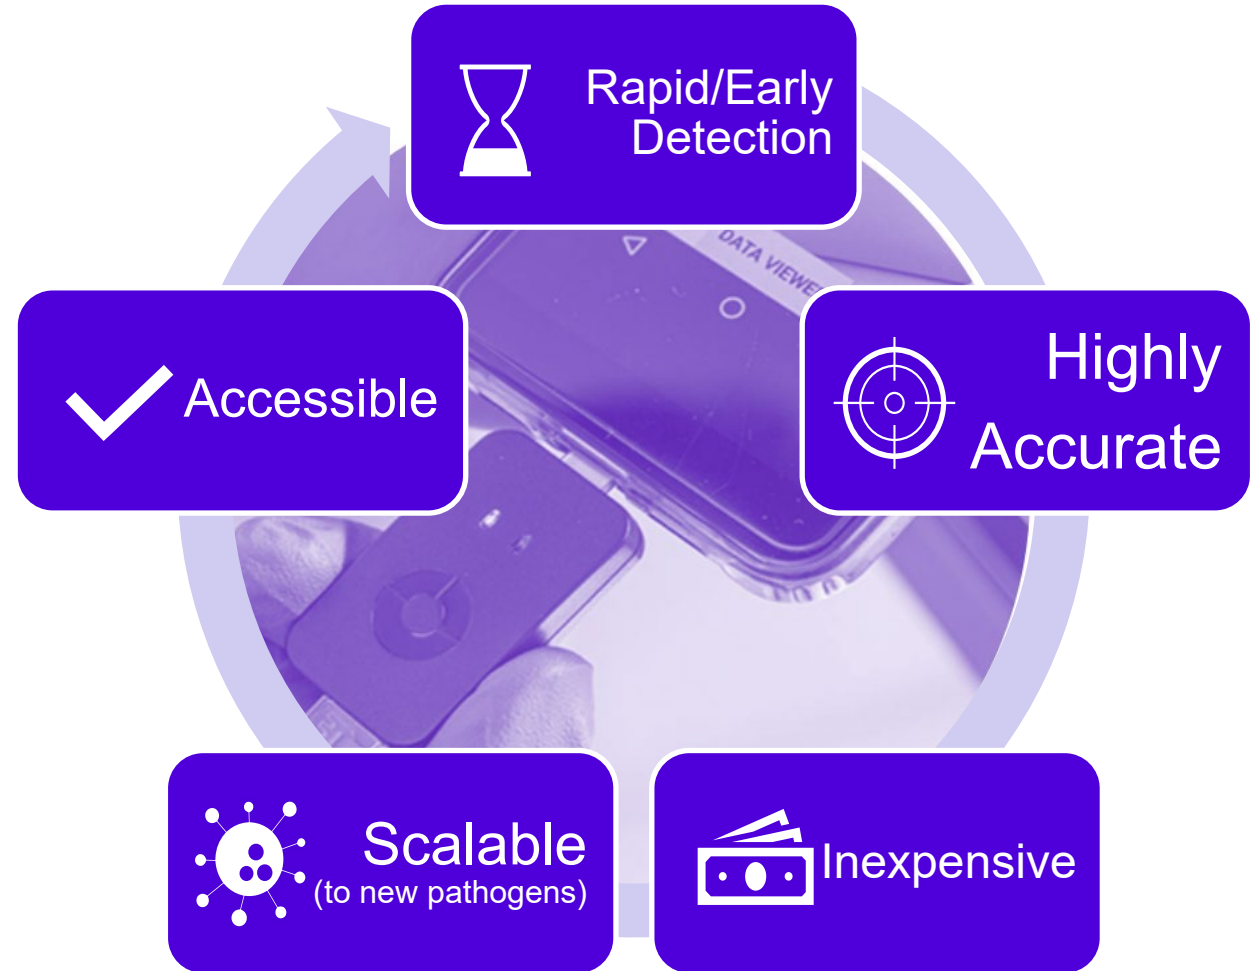 Rapid/Early
Detection
DATA VIEWE
Accessible
Highly
Accurate
Scalable
(to new pathogens)
Inexpensive